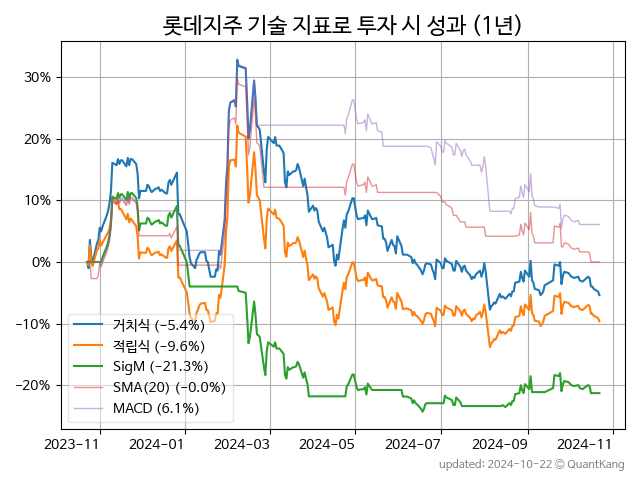 롯데지주 기술 지표로 투자 시 성과 (1년)
30%
20%
10%
0%
−10%
−20%
거치식 (−5.4%)
적립식 (−9.6%)
SigM (−21.3%)
SMA(20) (−0.0%)
MACD (6.1%)
2023-11
2024-01
2024-03
2024-05
2024-07
2024-09
2024-11
updated: 2024-10-22 © QuantKang